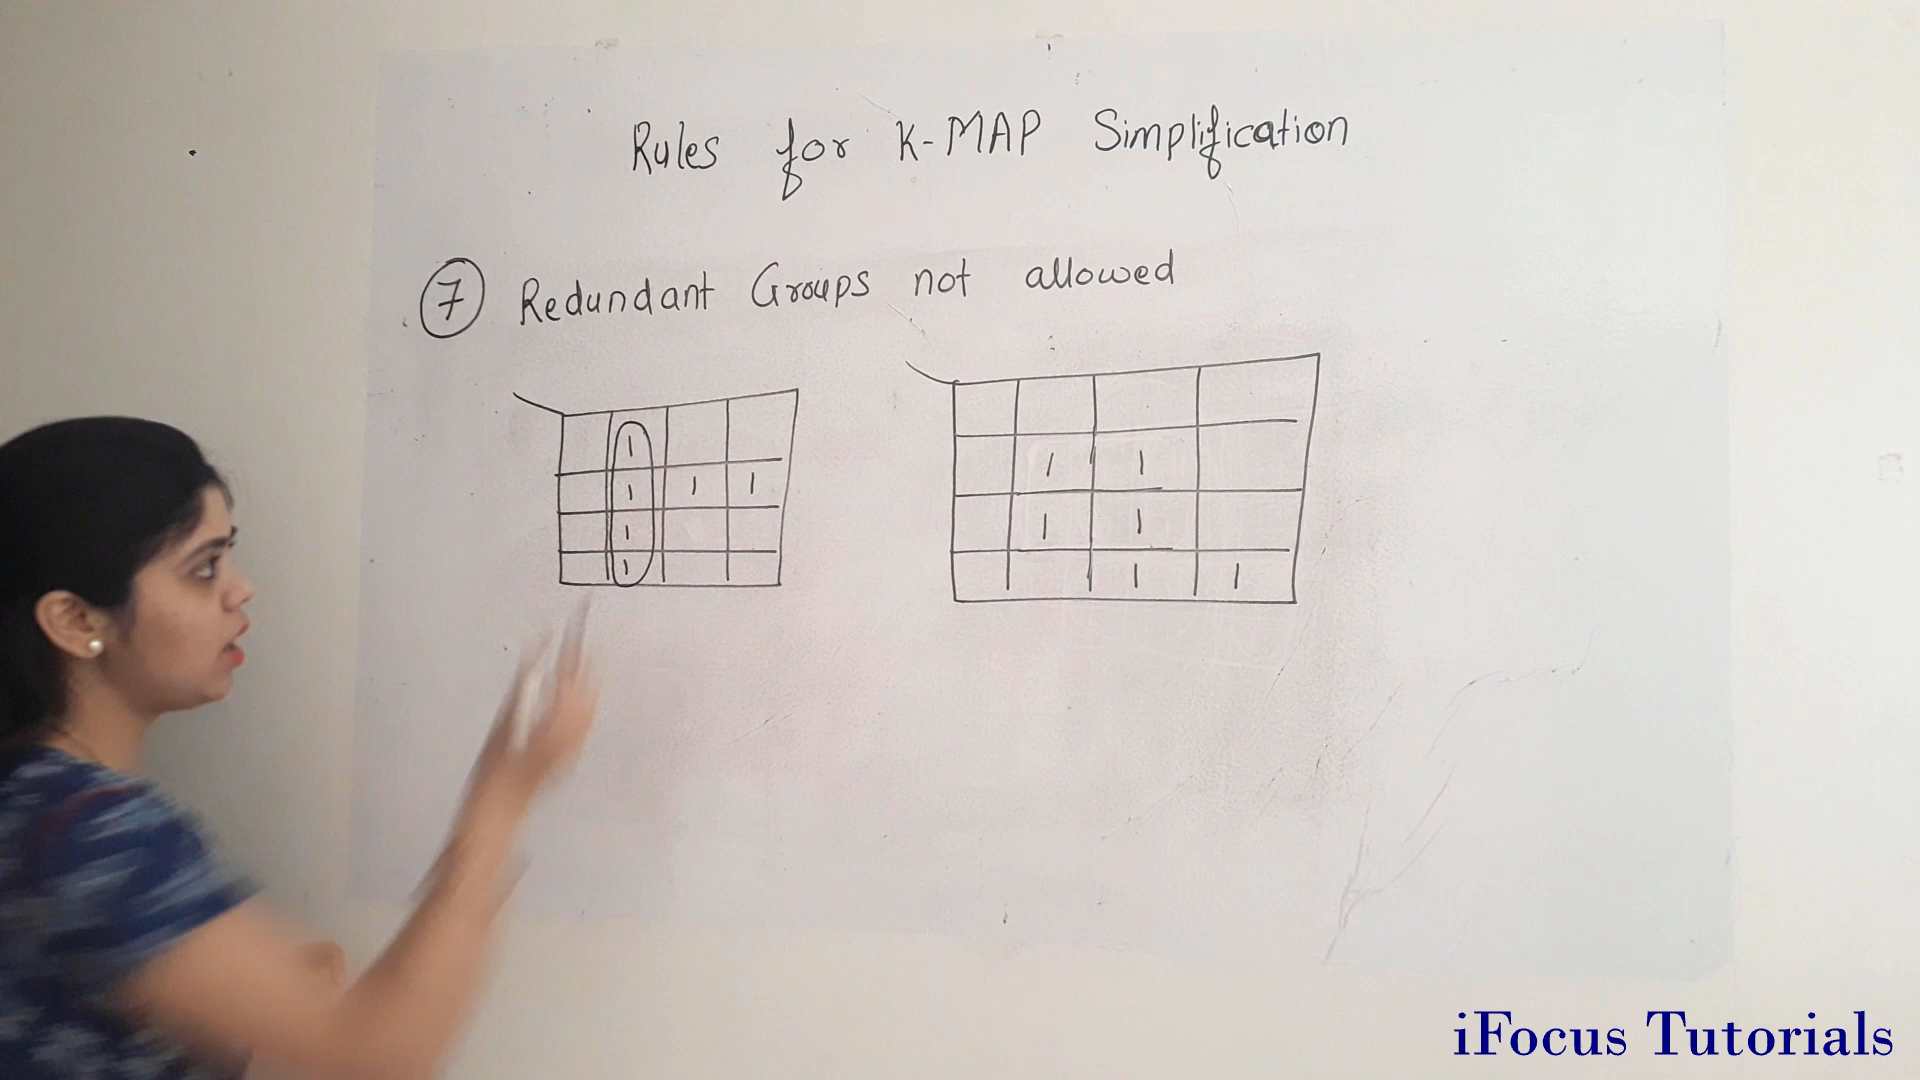 Rules for K-MAP Simplification
7 Redundant Groups not allowed
1
1 1 1
1
1
1 1
1 1
1 1
iFocus Tutorials